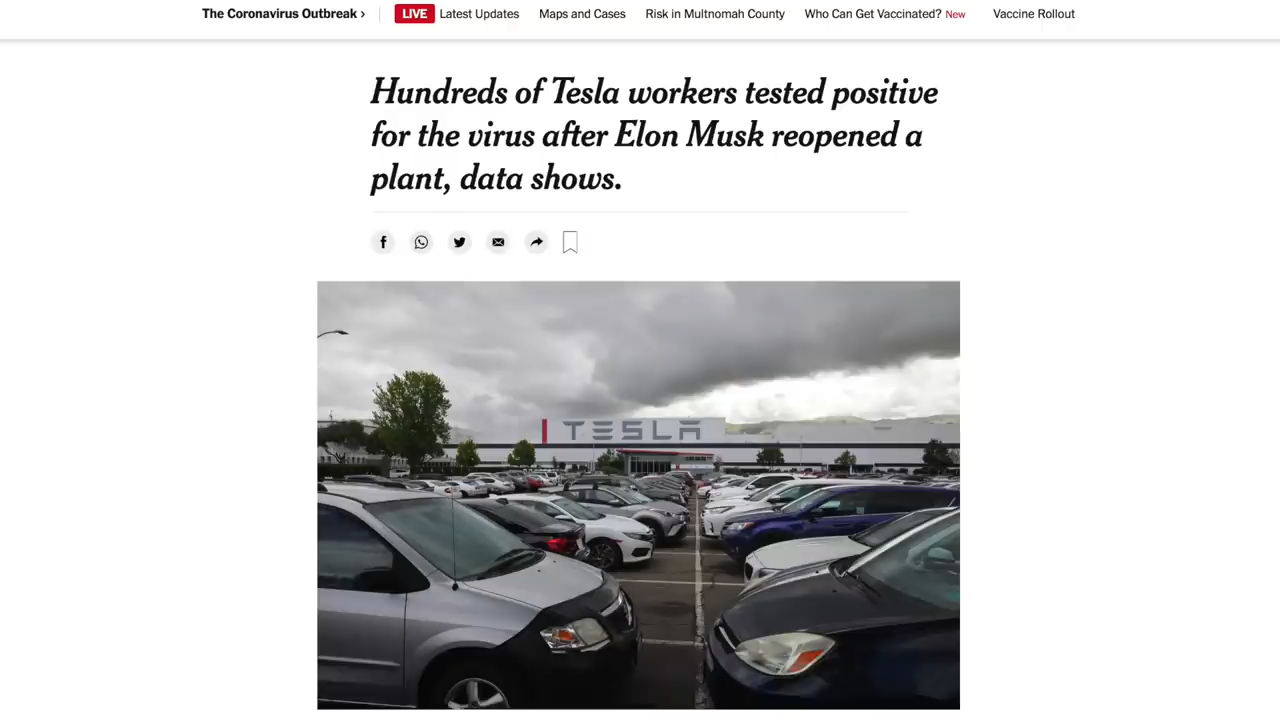 The Coronavirus Outbreak › LIVE Latest Updates Maps and Cases Risk in Multnomah County Who Can Get Vaccinated? New Vaccine Rollout
Hundreds of Tesla workers tested positive
for the virus after Elon Musk reopened a
plant, data shows.
TESLA